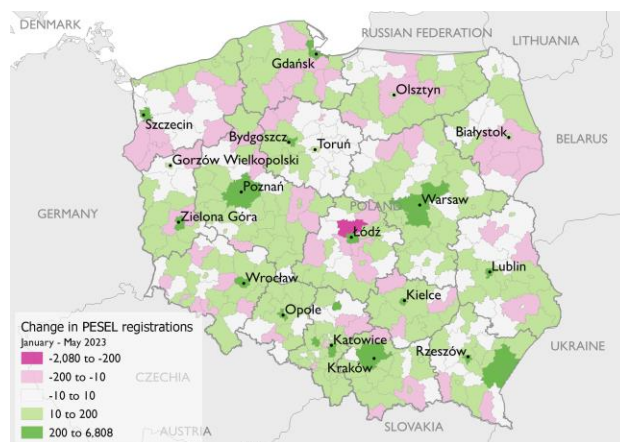 DENMARK
RUSSIAN FEDERATION
LITHUANIA
Gdańsk
Olsztyn
Szczecin
Bydgoszcz
Toruń
Białystok
BELARUS
Gorzów Wielkopolski
Poznań
POLAND
Warsaw
GERMANY
Zielona Góra
Łódź
Wrocław
Lublin
Opole
Kielce
Change in PESEL registrations
January - May 2023
-2,080 to -200
-200 to -10
-10 to 10
10 to 200
200 to 6,808
Katowice
Rzeszów
UKRAINE
CZECHIA
Kraków
SLOVAKIA
AUSTRIA